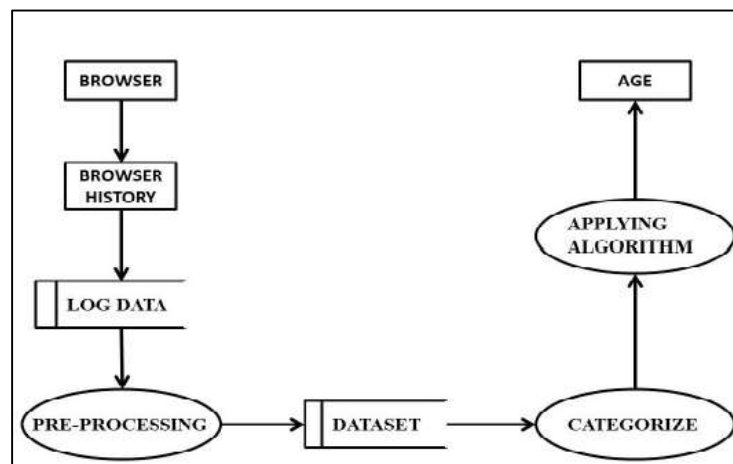 BROWSER
BROWSER
HISTORY
LOG DATA
PRE-PROCESSING
DATASET
CATEGORIZE
APPLYING
ALGORITHM
AGE